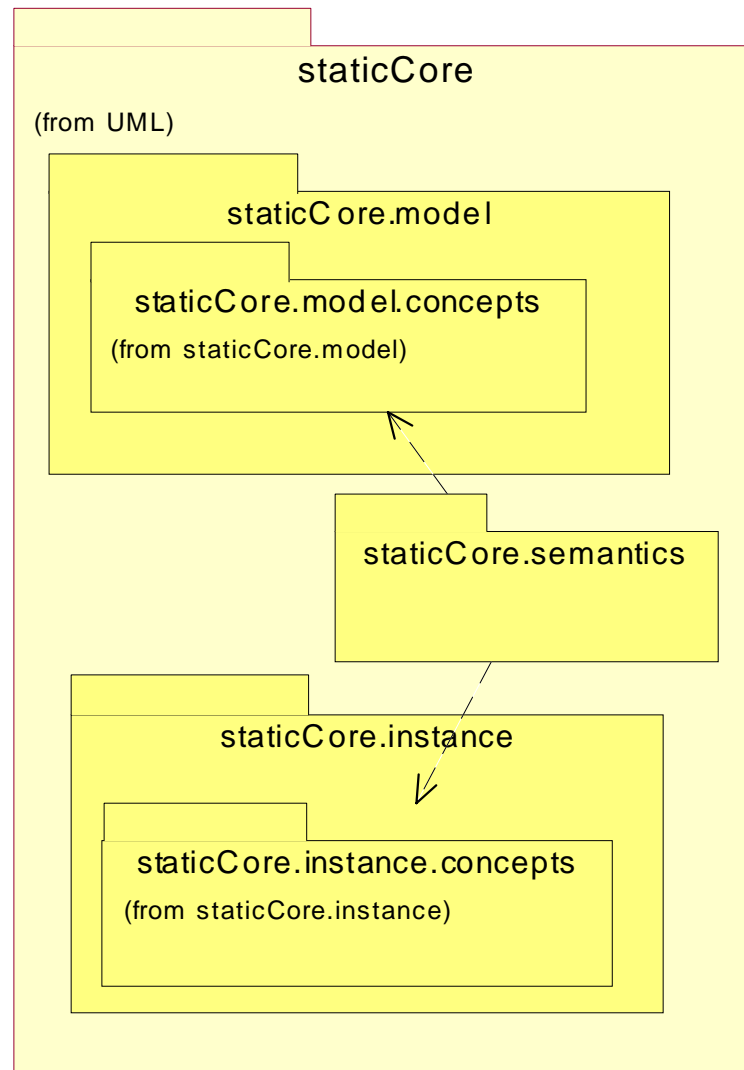 staticCore
(from UML)
staticCore.model
staticCore.model.concepts
(from staticCore.model)
staticCore.semantics
staticCore.instance
staticCore.instance.concepts
(from staticCore.instance)